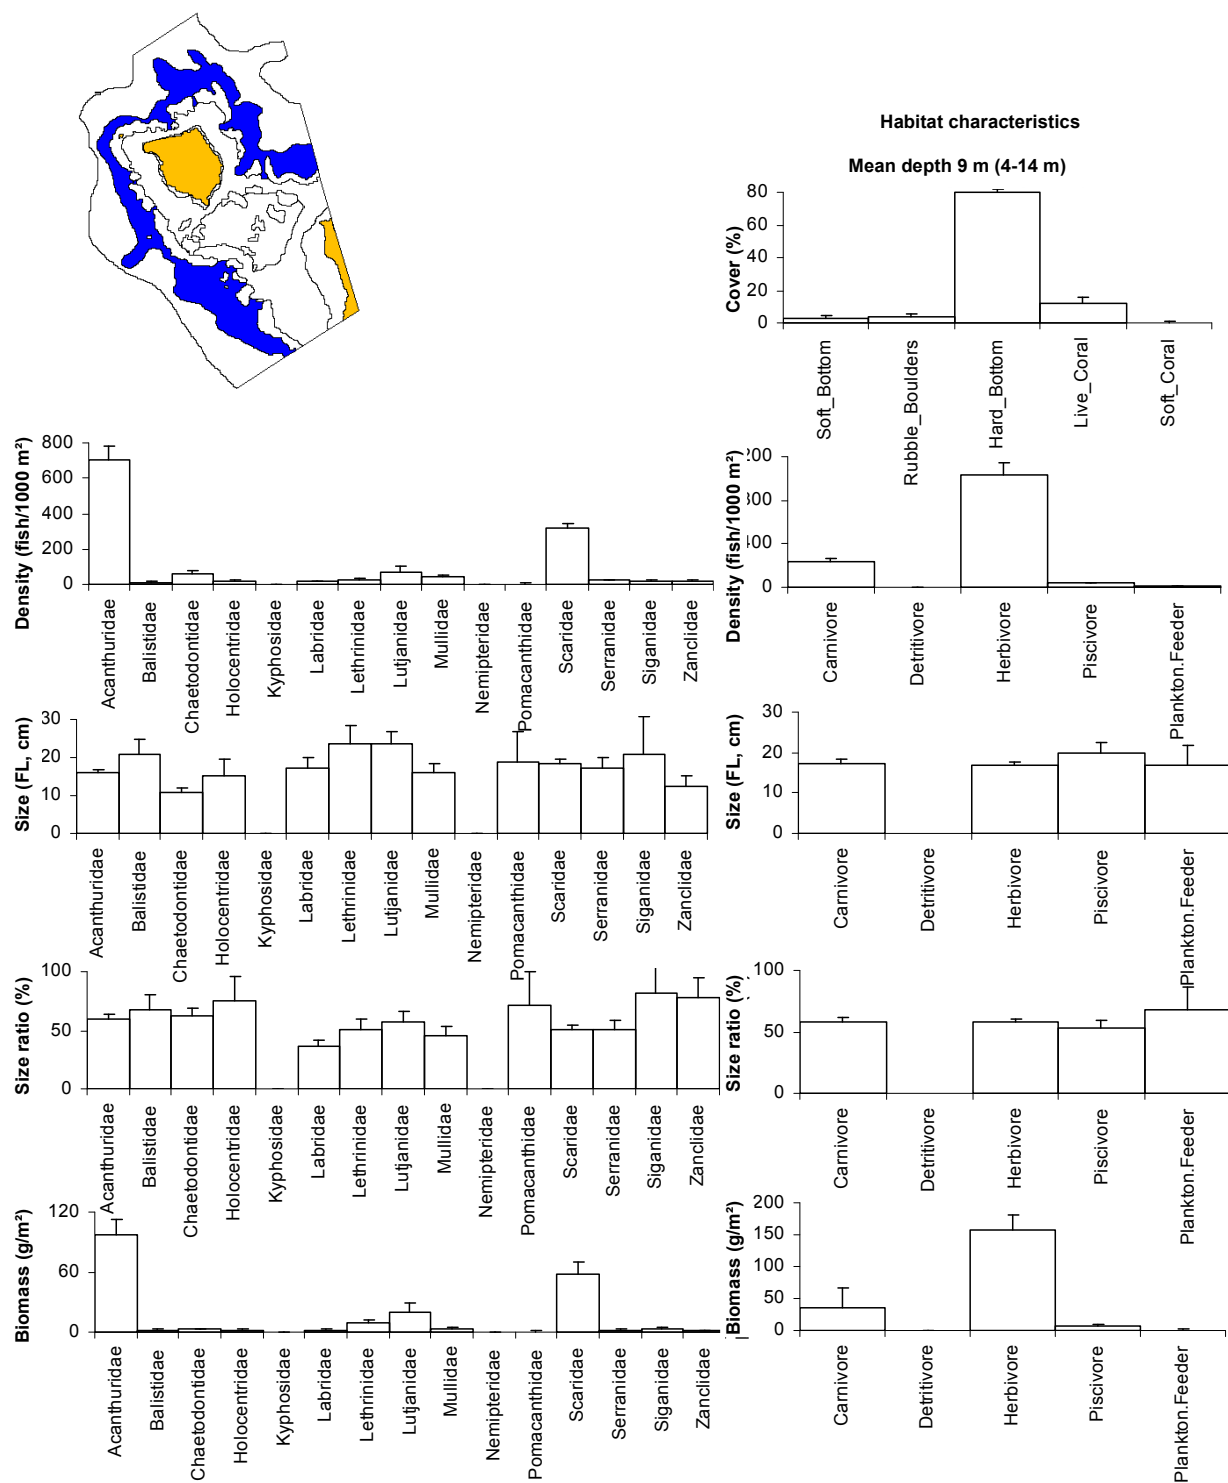 Habitat characteristics
Mean depth 9 m (4-14 m)
Cover (%)
80
60
40
20
0
Soft_Bottom
Rubble_Boulders
Hard_Bottom
Live_Coral
Soft_Coral
Density (fish/1000 m²)
800
600
400
200
0
Acanthuridae
Balistidae
Chaetodontidae
Holocentridae
Kyphosidae
Labridae
Lethrinidae
Lutjanidae
Mullidae
Nemipteridae
Pomacanthidae
Scaridae
Serranidae
Siganidae
Zanclidae
Density (fish/1000 m²)
200
800
400
0
Carnivore
Detritivore
Herbivore
Piscivore
Plankton.Feeder
Size (FL, cm)
30
20
10
0
Acanthuridae
Balistidae
Chaetodontidae
Holocentridae
Kyphosidae
Labridae
Lethrinidae
Lutjanidae
Mullidae
Nemipteridae
Pomacanthidae
Scaridae
Serranidae
Siganidae
Zanclidae
Size (FL, cm)
30
20
10
0
Carnivore
Detritivore
Herbivore
Piscivore
Plankton.Feeder
Size ratio (%)
100
50
0
Acanthuridae
Balistidae
Chaetodontidae
Holocentridae
Kyphosidae
Labridae
Lethrinidae
Lutjanidae
Mullidae
Nemipteridae
Pomacanthidae
Scaridae
Serranidae
Siganidae
Zanclidae
Size ratio (%)
100
50
0
Carnivore
Detritivore
Herbivore
Piscivore
Plankton.Feeder
Biomass (g/m²)
120
60
0
Acanthuridae
Balistidae
Chaetodontidae
Holocentridae
Kyphosidae
Labridae
Lethrinidae
Lutjanidae
Mullidae
Nemipteridae
Pomacanthidae
Scaridae
Serranidae
Siganidae
Zanclidae
Biomass (g/m²)
200
150
100
50
0
Carnivore
Detritivore
Herbivore
Piscivore
Plankton.Feeder